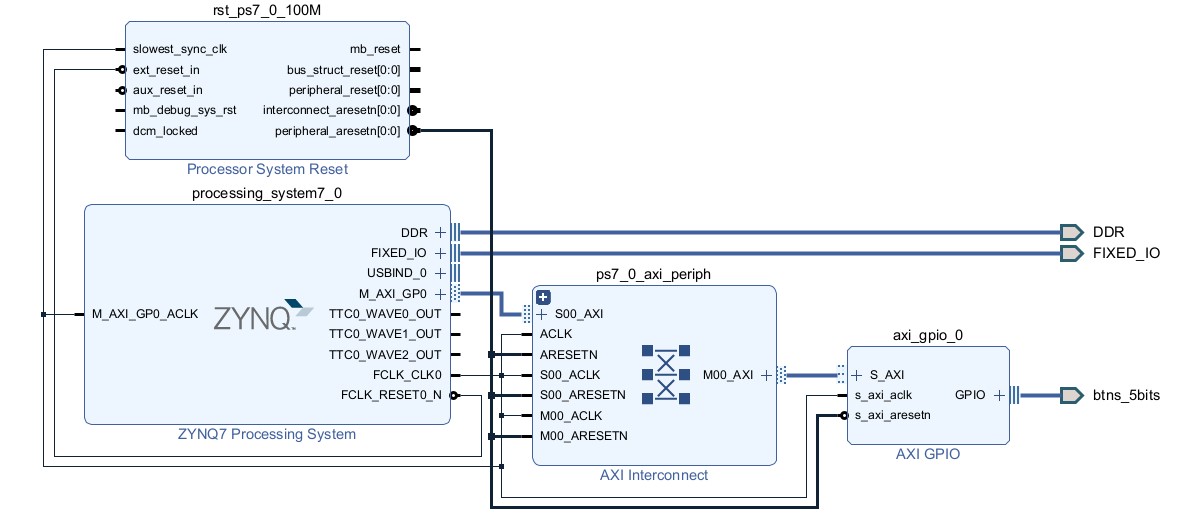 rst_ps7_0_100M
slowest_sync_clk mb_reset
ext_reset_in bus_struct_reset[0:0]
aux_reset_in peripheral_reset[0:0]
mb_debug_sys_rst interconnect_aresetn[0:0]
dcm_locked peripheral_aresetn[0:0]
Processor System Reset
processing_system7_0
DDR
FIXED_IO
USBIND_0
M_AXI_GP0
M_AXI_GP0_ACLK ZYNQ TTC0_WAVE0_OUT
TTC0_WAVE1_OUT
TTC0_WAVE2_OUT
FCLK_CLK0
FCLK_RESET0_N
ZYNQ7 Processing System
DDR
FIXED_IO
ps7_0_axi_periph
S00_AXI
ACLK
ARESETN
S00_ACLK M00_AXI
S00_ARESETN
M00_ACLK
M00_ARESETN
AXI Interconnect
axi_gpio_0
S_AXI
s_axi_aclk GPIO
s_axi_aresetn
AXI GPIO
btns_5bits